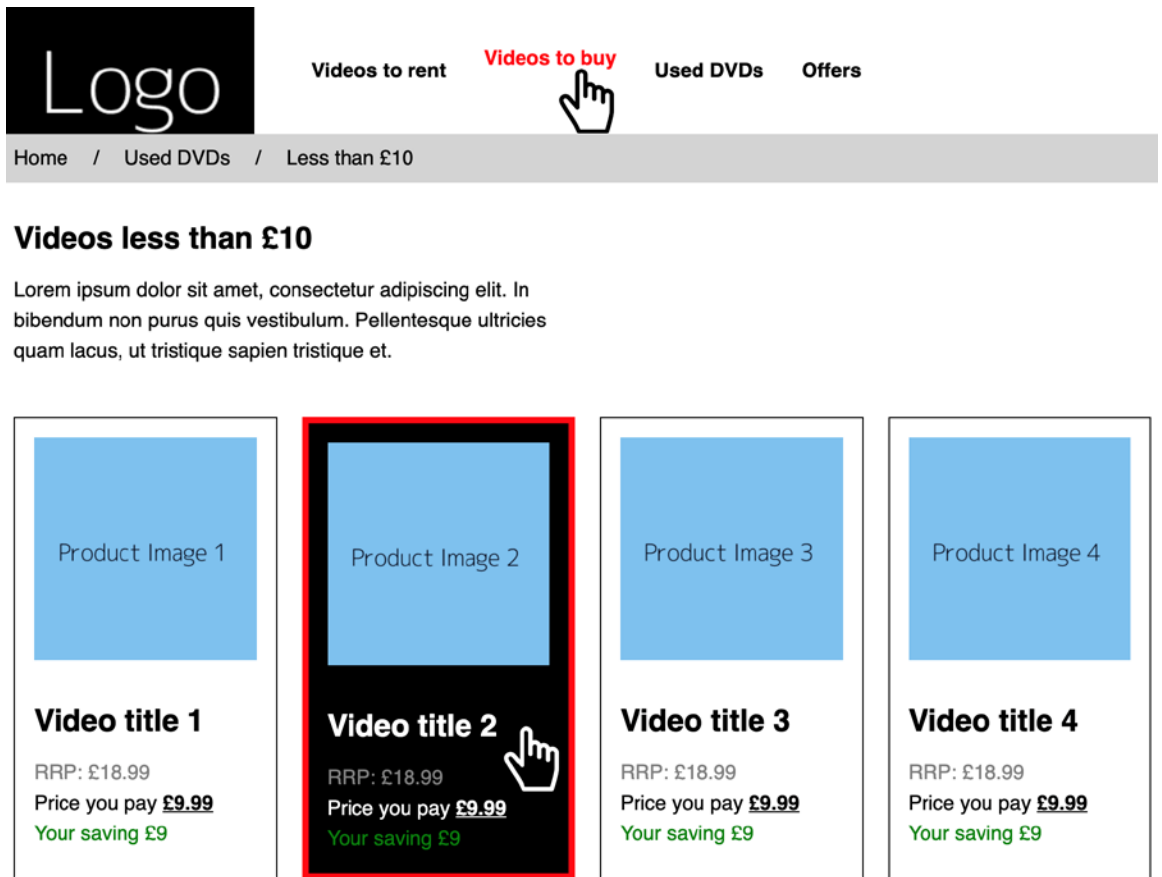 Logo
Videos to rent Videos to buy Used DVDs Offers
Home / Used DVDs / Less than £10
Videos less than £10
Lorem ipsum dolor sit amet, consectetur adipiscing elit. In
bibendum non purus quis vestibulum. Pellentesque ultricies
quam lacus, ut tristique sapien tristique et.
Product Image 1
Video title 1
RRP: £18.99
Price you pay £9.99
Your saving £9
Product Image 2
Video title 2
RRP: £18.99
Price you pay £9.99
Your saving £9
Product Image 3
Video title 3
RRP: £18.99
Price you pay £9.99
Your saving £9
Product Image 4
Video title 4
RRP: £18.99
Price you pay £9.99
Your saving £9